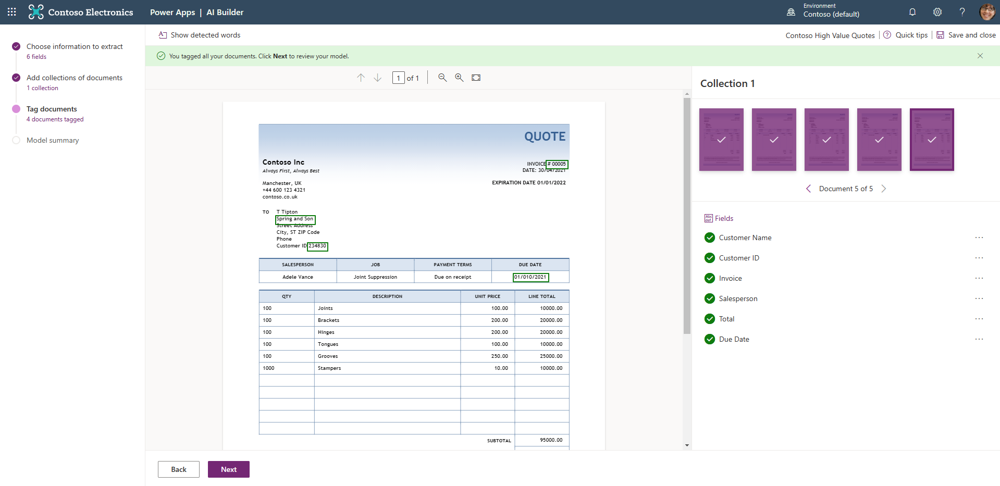 Contoso Electronics
Power Apps | AI Builder
Environment
Contoso (default)
?
Choose information to extract
6 fields
Add collections of documents
1 collection
Tag documents
4 documents tagged
Model summary
Show detected words
Contoso High Value Quotes
Quick tips
Save and close
You tagged all your documents. Click Next to review your model.
1 of 1
QUOTE
Contoso Inc
Always First, Always Best
INVOICE # 00005
DATE: 30/04/2021
Manchester, UK
+44 600 123 4321
contoso.co.uk
EXPIRATION DATE 01/01/2022
TO T Tipton
Spring and Son
Street Address
City, ST ZIP Code
Phone
Customer ID 234830
SALESPERSON JOB PAYMENT TERMS DUE DATE
Adele Vance Joint Suppression Due on receipt 01/010/2021
QTY DESCRIPTION UNIT PRICE LINE TOTAL
100 Joints 100.00 10000.00
100 Brackets 200.00 20000.00
100 Hinges 200.00 20000.00
100 Tongues 100.00 10000.00
100 Grooves 250.00 25000.00
1000 Stampers 10.00 10000.00
SUBTOTAL 95000.00
Collection 1
Document 5 of 5
Abc
def
Fields
Customer Name
Customer ID
Invoice
Salesperson
Total
Due Date
Back
Next